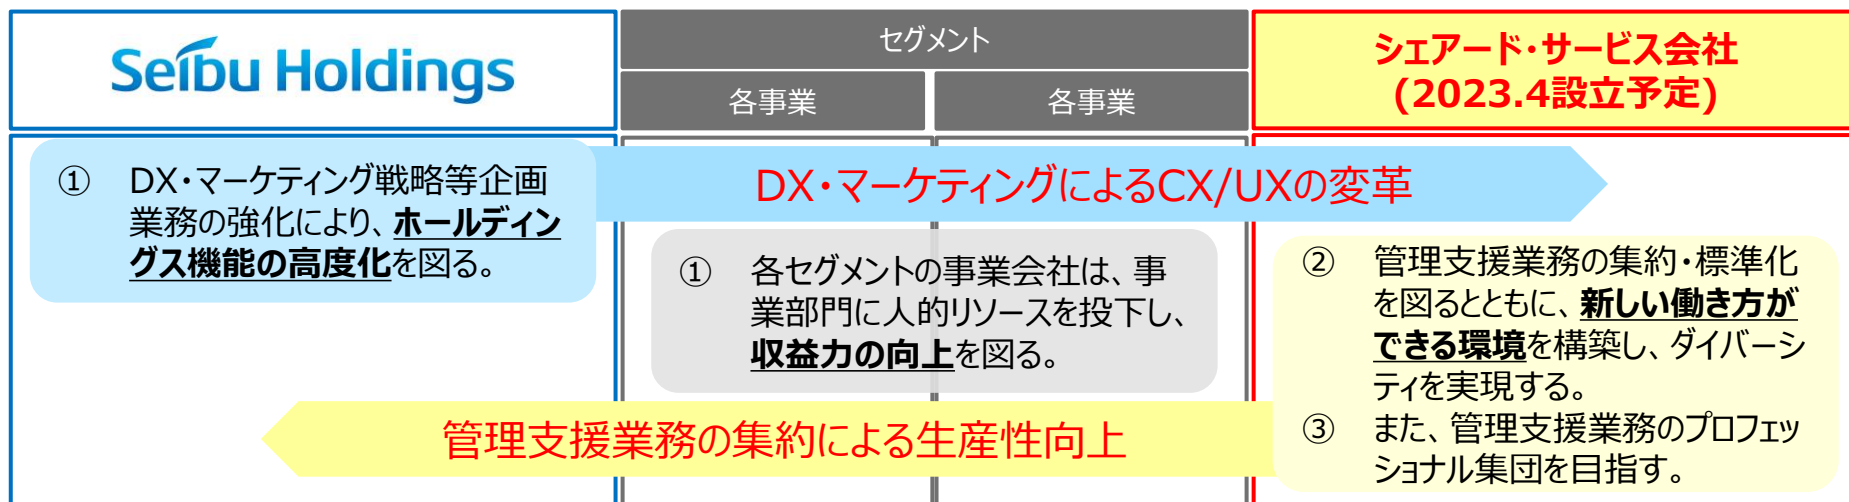 Seibu Holdings
セグメント
各事業
各事業
シェアード・サービス会社
(2023.4設立予定)
DX・マーケティングによるCX/UXの変革
① DX・マーケティング戦略等企画
業務の強化により、ホールディン
グス機能の高度化を図る。
① 各セグメントの事業会社は、事
業部門に人的リソースを投下し、
収益力の向上を図る。
② 管理支援業務の集約・標準化
を図るとともに、新しい働き方が
できる環境を構築し、ダイバーシ
ティを実現する。
③ また、管理支援業務のプロフェッ
ショナル集団を目指す。
管理支援業務の集約による生産性向上